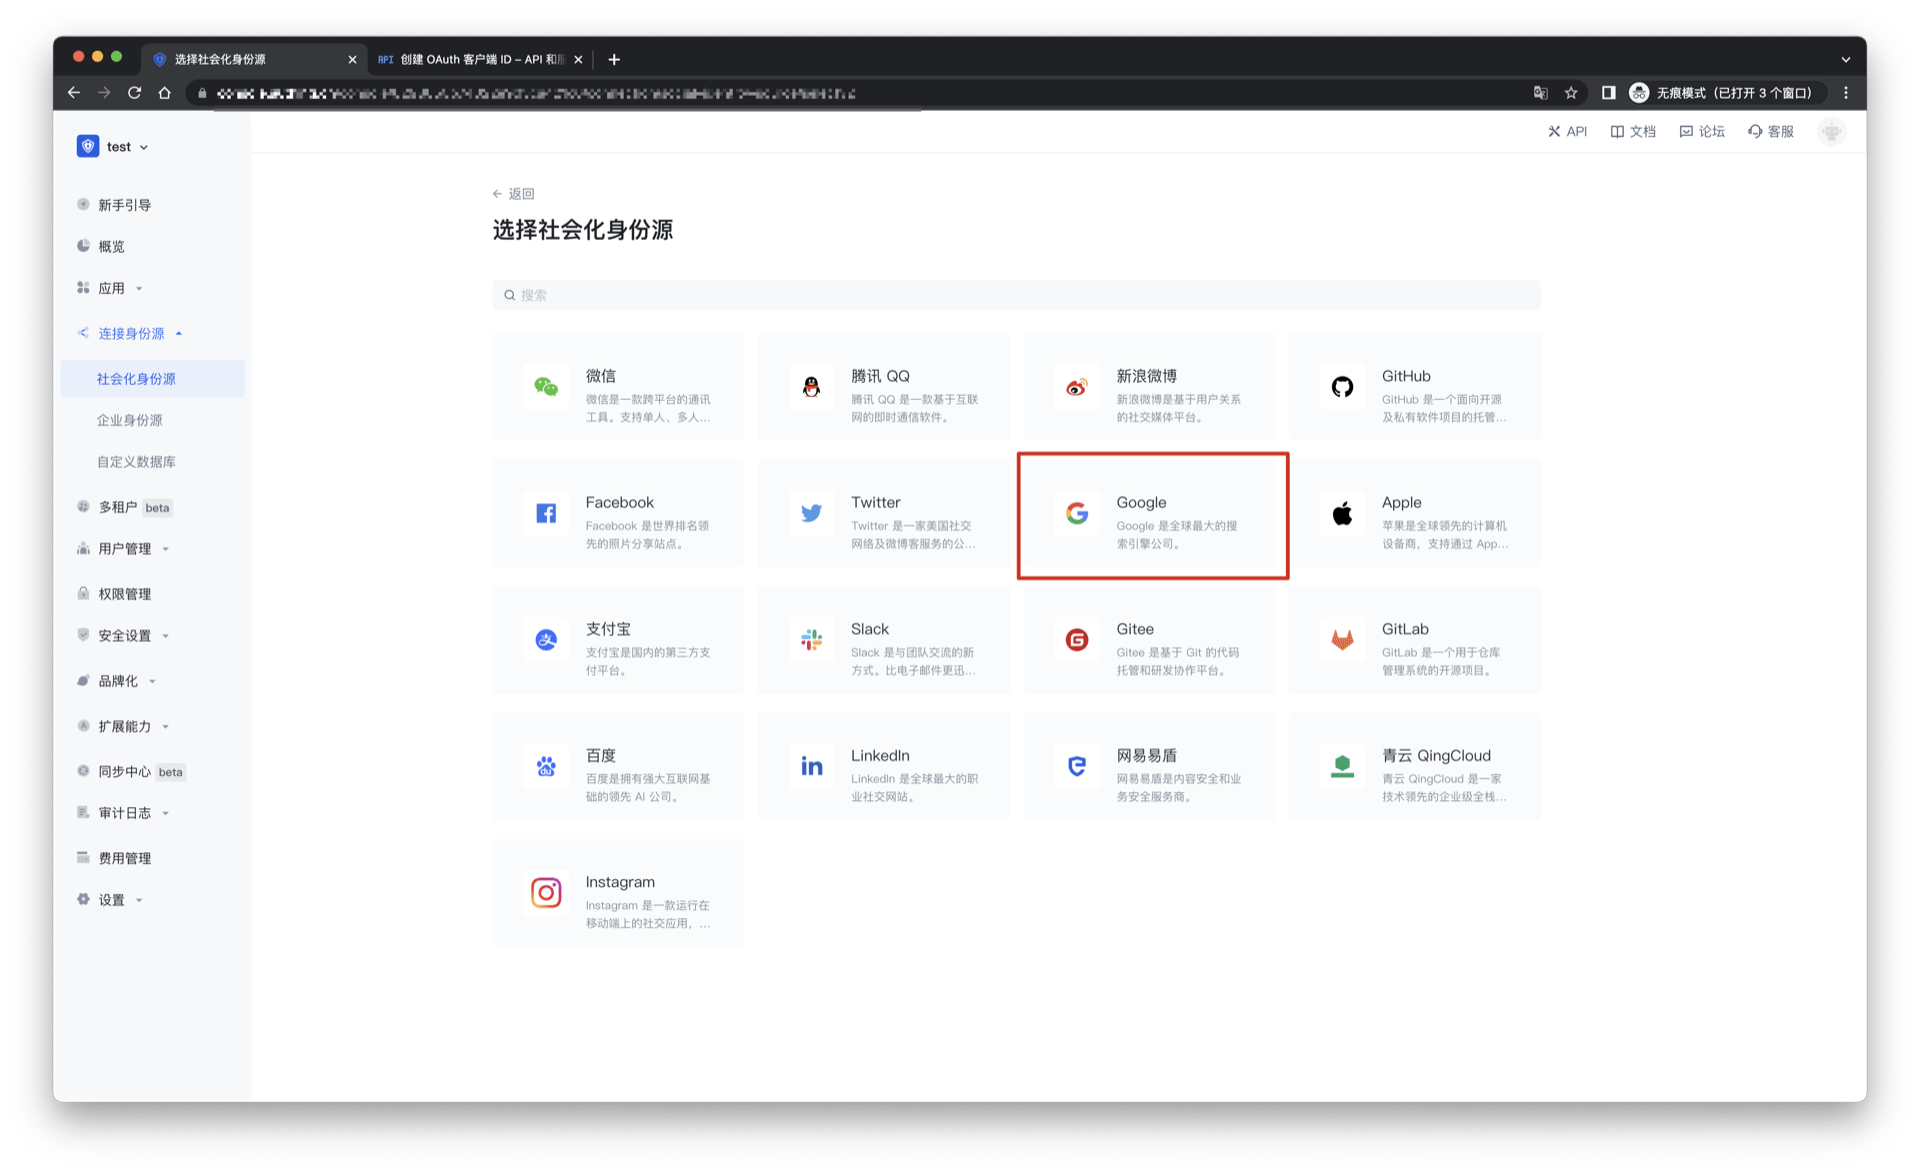 选择社会化身份源
API 创建 OAuth 客户端 ID – API 和服
无痕模式（已打开 3 个窗口）
test
API
文档
论坛
客服
新手引导
概览
应用
连接身份源
社会化身份源
企业身份源
自定义数据库
多租户 beta
用户管理
权限管理
安全设置
品牌化
扩展能力
同步中心 beta
审计日志
费用管理
设置
返回
选择社会化身份源
搜索
微信
微信是一款跨平台的通讯
工具。支持单人、多人...
腾讯 QQ
腾讯 QQ 是一款基于互联
网的即时通信软件。
新浪微博
新浪微博是基于用户关系
的社交媒体平台。
GitHub
GitHub 是一个面向开源
及私有软件项目的托管...
Facebook
Facebook 是世界排名领
先的照片分享站点。
Twitter
Twitter 是一家美国社交
网络及微博客服务的公...
Google
Google 是全球最大的搜
索引擎公司。
Apple
苹果是全球领先的计算机
设备商，支持通过 App...
支付宝
支付宝是国内的第三方支
付平台。
Slack
Slack 是与团队交流的新
方式。比电子邮件更迅...
Gitee
Gitee 是基于 Git 的代码
托管和研发协作平台。
GitLab
GitLab 是一个用于仓库
管理系统的开源项目。
百度
百度是拥有强大互联网基
础的领先 AI 公司。
LinkedIn
LinkedIn 是全球最大的职
业社交网站。
网易易盾
网易易盾是内容安全和业
务安全服务商。
青云 QingCloud
青云 QingCloud 是一家
技术领先的企业级全栈...
Instagram
Instagram 是一款运行在
移动端上的社交应用，...